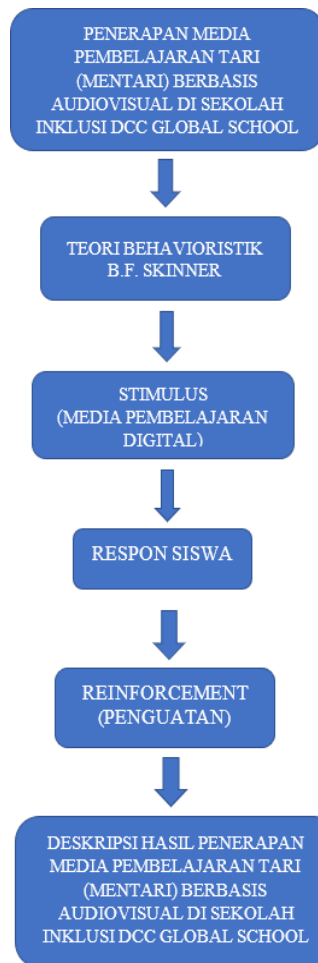 PENERAPAN MEDIA
PEMBELAJARAN TARI
(MENTARI) BERBASIS
AUDIOVISUAL DI SEKOLAH
INKLUSI DCC GLOBAL SCHOOL
TEORI BEHAVIORISTIK
B.F. SKINNER
STIMULUS
(MEDIA PEMBELAJARAN
DIGITAL)
RESPON SISWA
REINFORCEMENT
(PENGUATAN)
DESKRIPSI HASIL PENERAPAN
MEDIA PEMBELAJARAN TARI
(MENTARI) BERBASIS
AUDIOVISUAL DI SEKOLAH
INKLUSI DCC GLOBAL SCHOOL